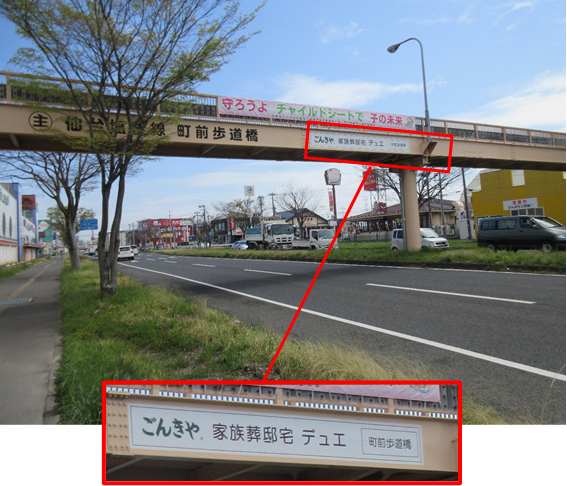 守ろうよ チャイルドシートで 子の未来
主 仙台塩釜線 町前歩道橋
ごんきや 家族葬邸宅 デュエ 町前歩道橋
ごんきや® 家族葬邸宅 デュエ 町前歩道橋